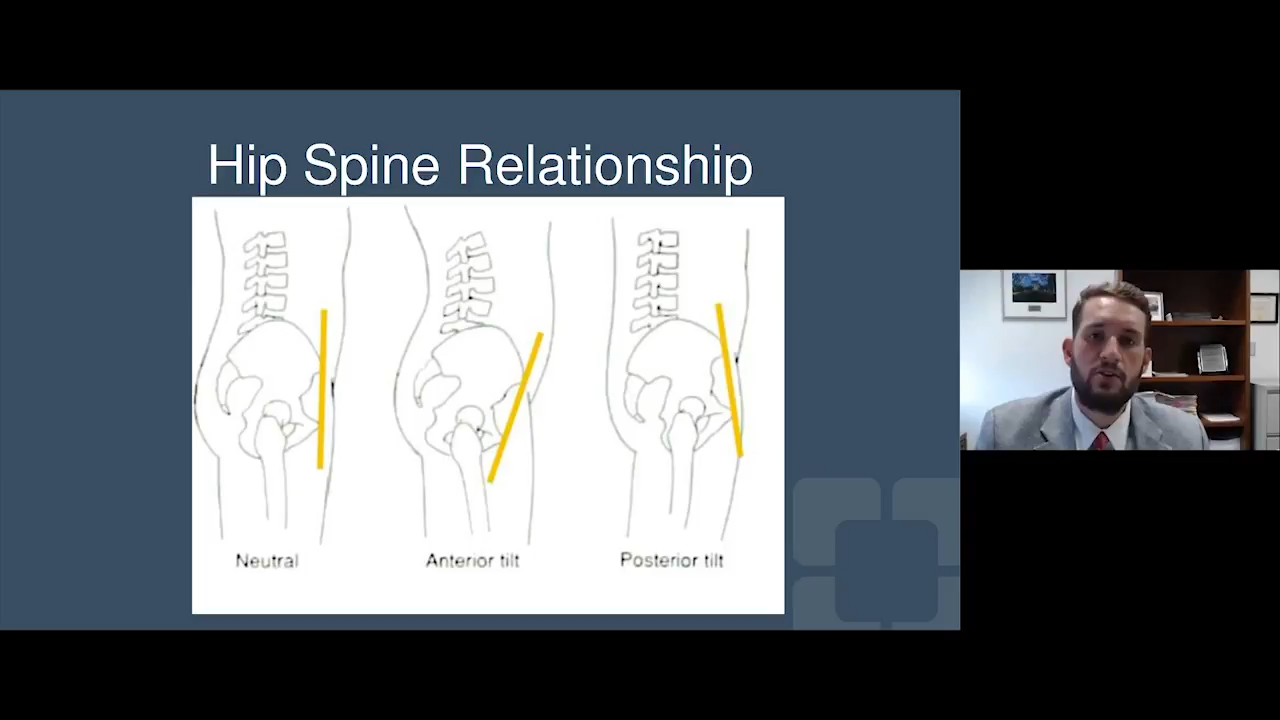 Hip Spine Relationship
Neutral
Anterior tilt
Posterior tilt